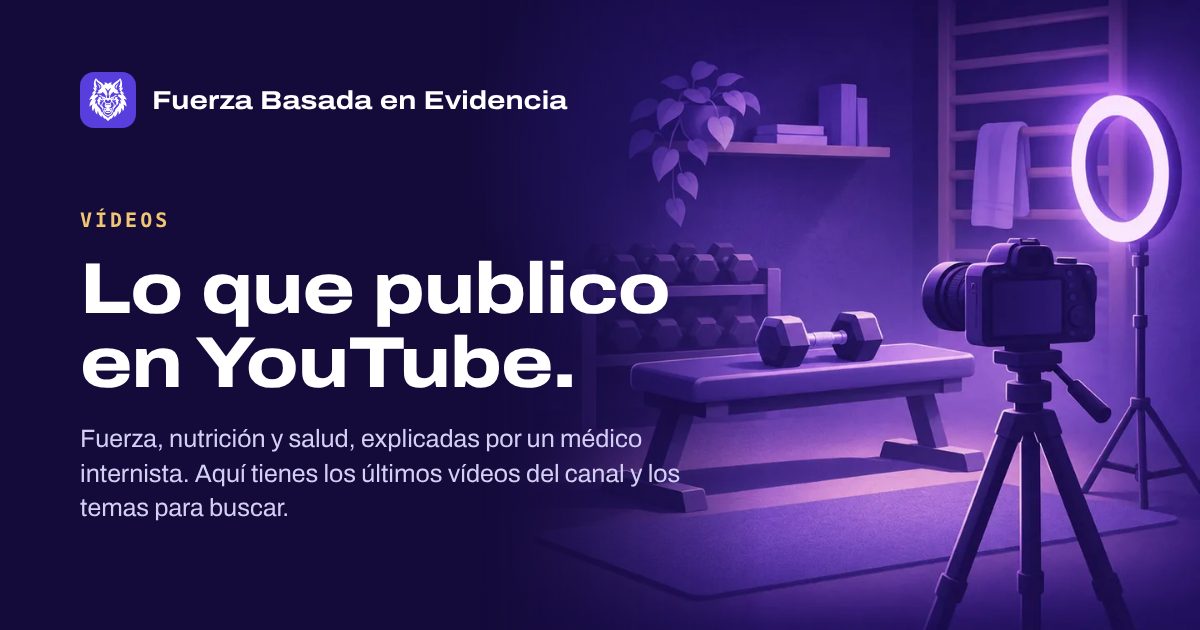 Fuerza Basada en Evidencia
VÍDEOS
Lo que publico
en YouTube.
Fuerza, nutrición y salud, explicadas por un médico
internista. Aquí tienes los últimos vídeos del canal y los
temas para buscar.